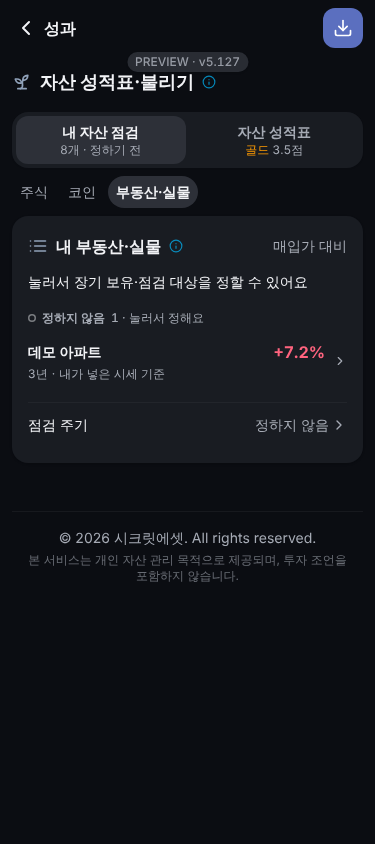 성과
PREVIEW · v5.127
자산 성적표·불리기
내 자산 점검
8개 · 정하기 전
자산 성적표
골드 3.5점
주식
코인
부동산·실물
내 부동산·실물
매입가 대비
눌러서 장기 보유·점검 대상을 정할 수 있어요
정하지 않음 1 · 눌러서 정해요
데모 아파트
+7.2%
3년 · 내가 넣은 시세 기준
점검 주기
정하지 않음
© 2026 시크릿에셋. All rights reserved.
본 서비스는 개인 자산 관리 목적으로 제공되며, 투자 조언을
포함하지 않습니다.